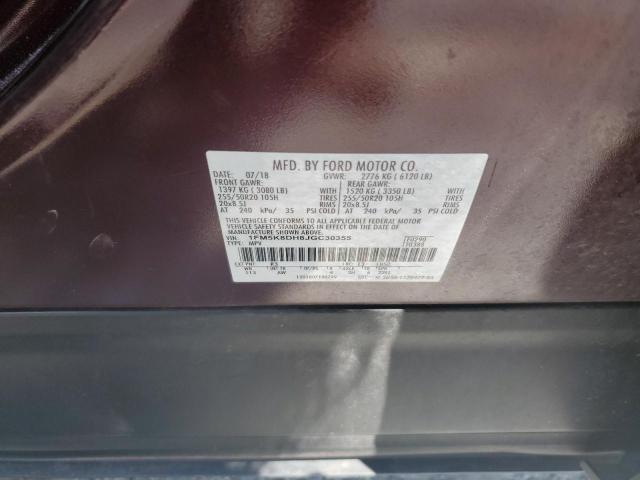 MFD. BY FORD MOTOR CO.
DATE: 07/18 GVWR: 2776 KG ( 6120 LB)
FRONT GAWR: REAR GAWR:
1397 KG ( 3080 LB) WITH 1520 KG ( 3350 LB) WITH
255/50R20 105H TIRES 255/50R20 105H TIRES
20x8.5J RIMS 20x8.5J RIMS
AT 240 kPa/ 35 PSI COLD AT 240 kPa/ 35 PSI COLD
THIS VEHICLE CONFORMS TO ALL APPLICABLE FEDERAL MOTOR
VEHICLE SAFETY STANDARDS IN EFFECT ON THE DATE OF
MANUFACTURE SHOWN ABOVE.
VIN: 1FM5K8DH8JGC30355
TYPE: MPV